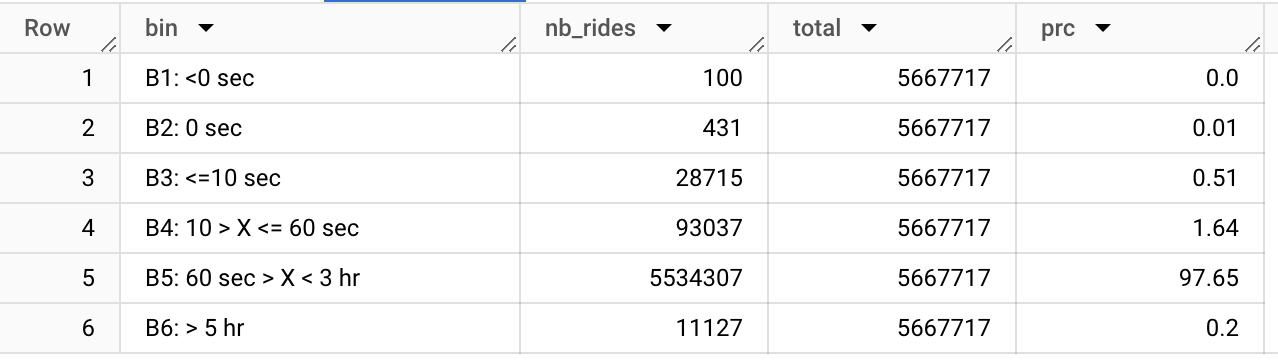 Row bin nb_rides total prc
1 B1: <0 sec 100 5667717 0.0
2 B2: 0 sec 431 5667717 0.01
3 B3: <=10 sec 28715 5667717 0.51
4 B4: 10 > X <= 60 sec 93037 5667717 1.64
5 B5: 60 sec > X < 3 hr 5534307 5667717 97.65
6 B6: > 5 hr 11127 5667717 0.2